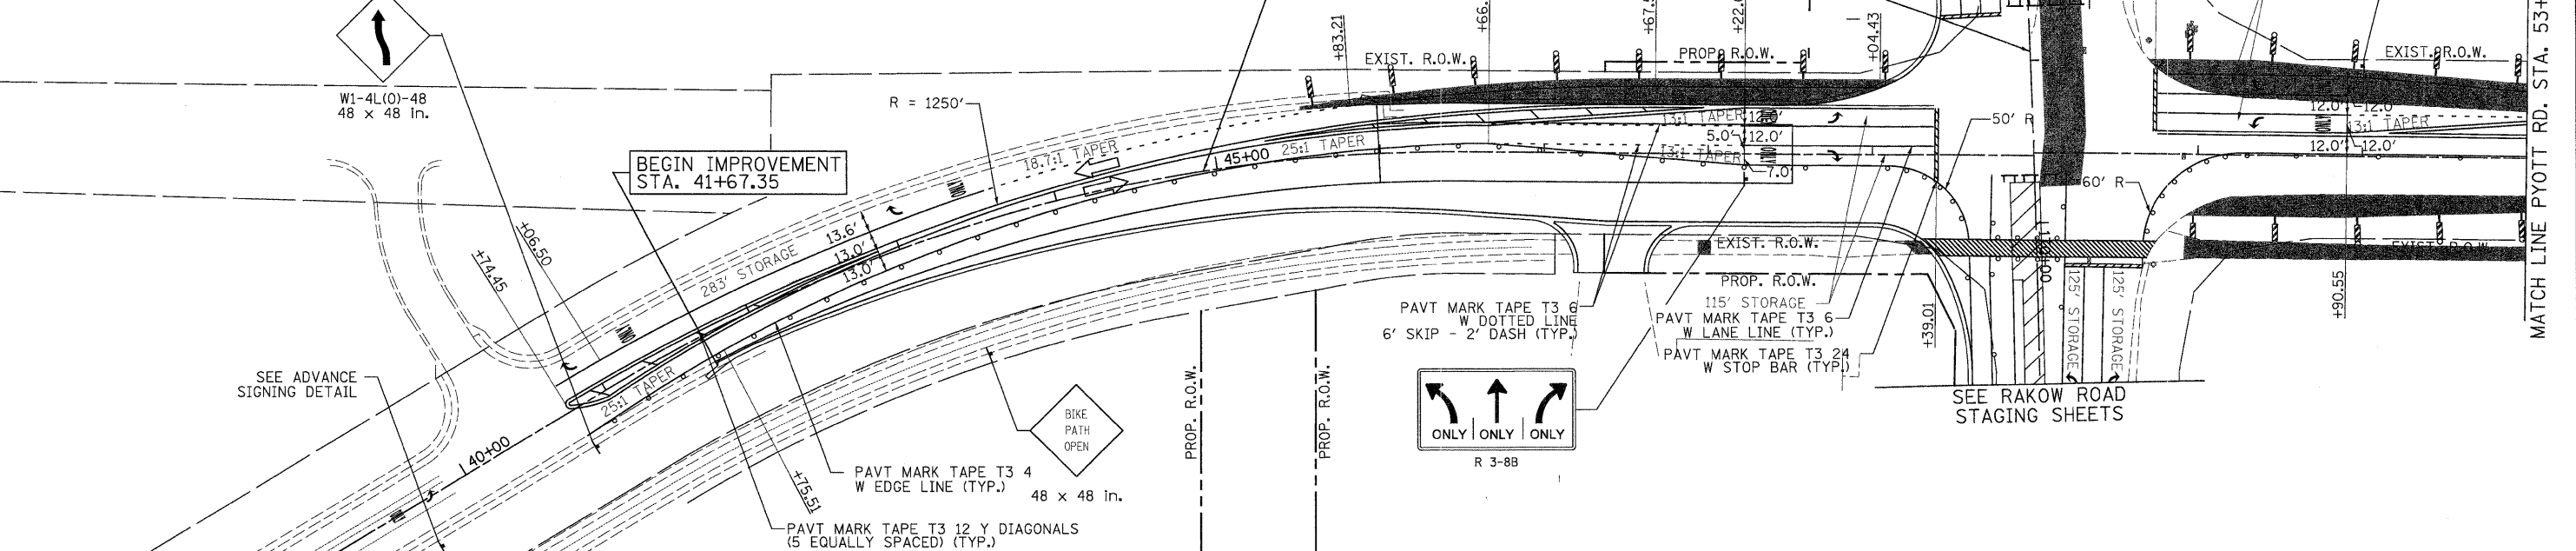 W1-4L(O)-48
48 x 48 in.
BEGIN IMPROVEMENT
STA. 41+67.35
R = 1250'
+83.21
+04.43
EXIST. R.O.W.
PROP. R.O.W.
EXIST. R.O.W.
18.7:1 TAPER
45+00
25:1 TAPER
13:1 TAPER
12.0'
5.0'
12.0'
13:1 TAPER
7.0'
ONLY
50' R
12.0'
12.0'
13:1 TAPER
12.0'
12.0'
ONLY
60' R
MATCH LINE PYOTT RD. STA. 53+
ONLY
13.6'
13.0'
13.0'
283' STORAGE
+06.50
+74.45
ONLY
25:1 TAPER
SEE ADVANCE
SIGNING DETAIL
40+00
+75.51
PAVT MARK TAPE T3 4
W EDGE LINE (TYP.)
PAVT MARK TAPE T3 12 Y DIAGONALS
(5 EQUALLY SPACED) (TYP.)
BIKE
PATH
OPEN
48 x 48 in.
PROP. R.O.W.
PROP. R.O.W.
EXIST. R.O.W.
PROP. R.O.W.
EXIST. R.O.W.
PAVT MARK TAPE T3 6
W DOTTED LINE
6' SKIP - 2' DASH (TYP.)
115' STORAGE
PAVT MARK TAPE T3 6
W LANE LINE (TYP.)
PAVT MARK TAPE T3 24
W STOP BAR (TYP.)
ONLY ONLY ONLY
R 3-8B
+39.01
125' STORAGE
125' STORAGE
+90.55
SEE RAKOW ROAD
STAGING SHEETS